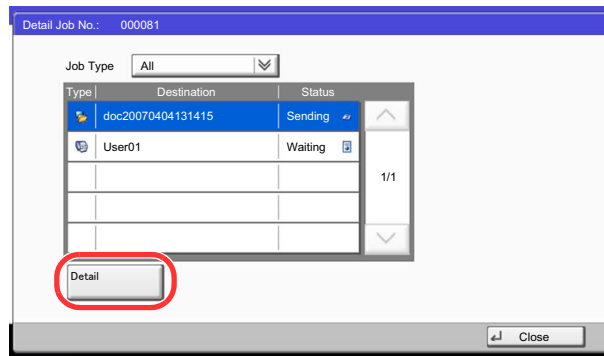 Detail Job No.: 000081
Job Type All
Type Destination Status
doc20070404131415 Sending
User01 Waiting
1/1
Detail
Close